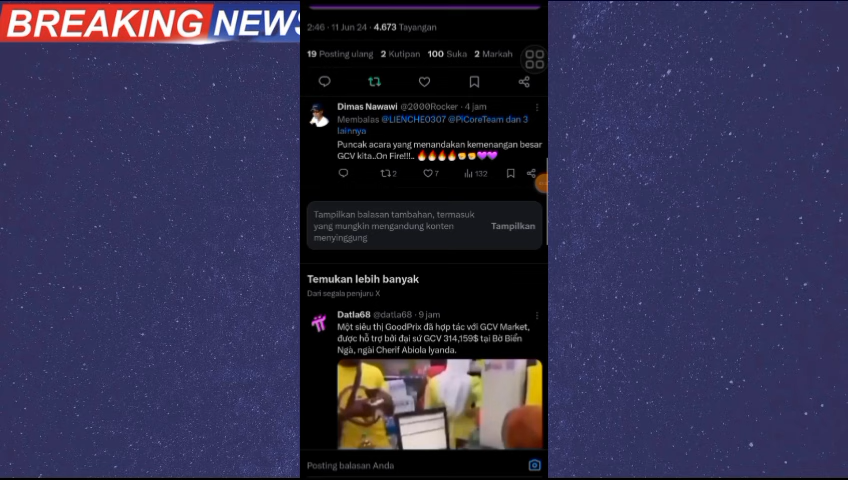 BREAKING NEWS
2:46 · 11 Jun 24 · 4.673 Tayangan
19 Posting ulang 2 Kutipan 100 Suka 2 Markah
Dimas Nawawi @2000Rocker · 4 jam
Membalas @LIENCHE0307 @PiCoreTeam dan 3
lainnya
Puncak acara yang menandakan kemenangan besar
GCV kita..On Fire!!!.. 🔥🔥🔥🔥✊✊💜💜
2 7 132
Tampilkan balasan tambahan, termasuk
yang mungkin mengandung konten
menyinggung
Tampilkan
Temukan lebih banyak
Dari segala penjuru X
Datla68 @datla68 · 9 jam
Một siêu thị GoodPrix đã hợp tác với GCV Market,
được hỗ trợ bởi đại sứ GCV 314,159$ tại Bờ Biển
Ngà, ngài Cherif Abiola Iyanda.
Posting balasan Anda